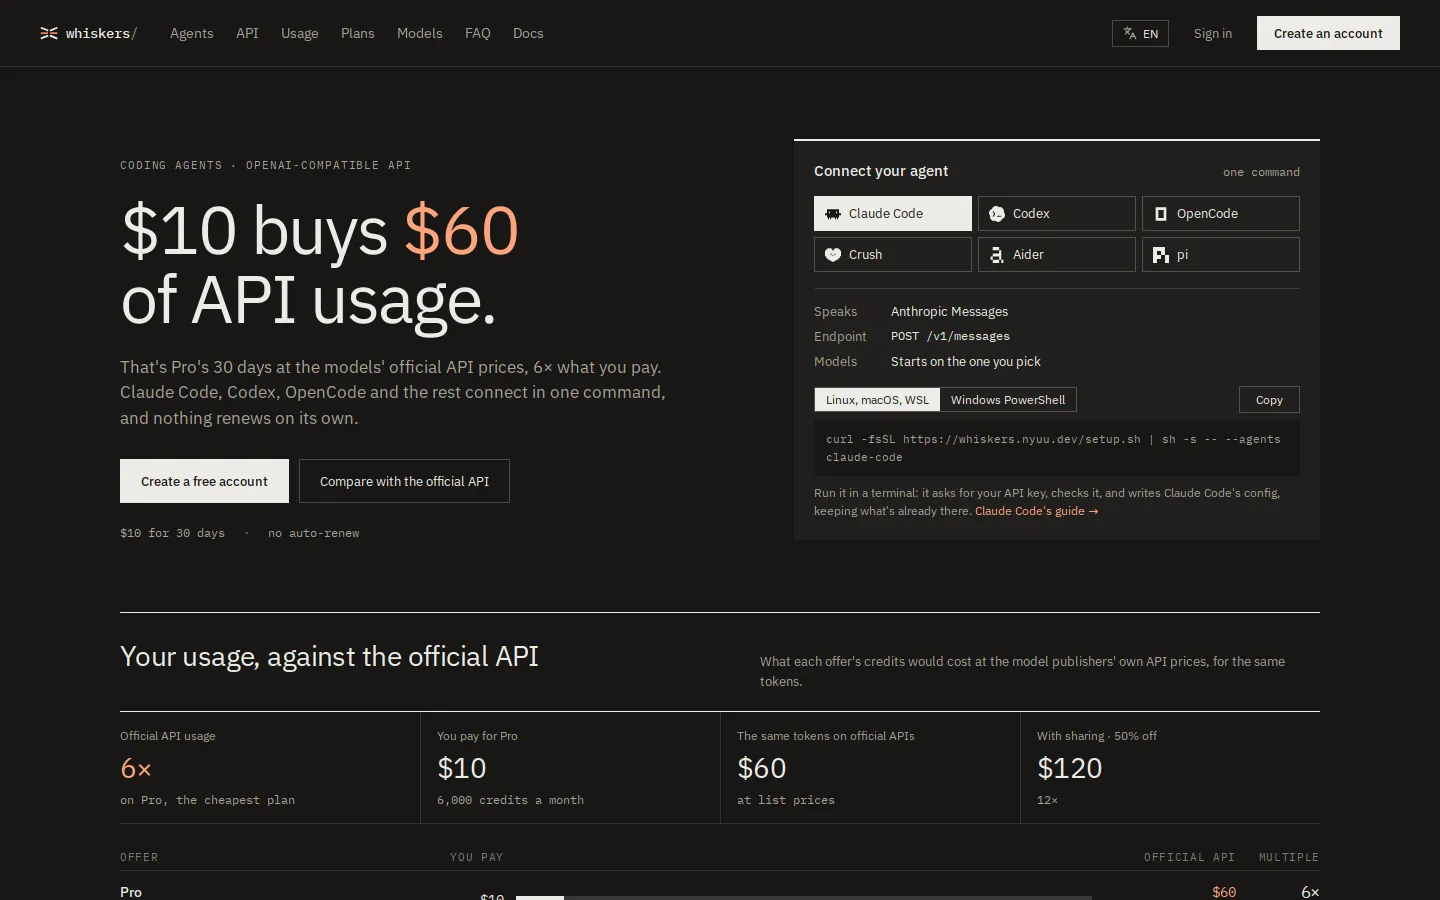 whiskers/ Agents API Usage Plans Models FAQ Docs EN Sign in Create an account
CODING AGENTS · OPENAI-COMPATIBLE API
$10 buys $60
of API usage.
That's Pro's 30 days at the models' official API prices, 6× what you pay.
Claude Code, Codex, OpenCode and the rest connect in one command,
and nothing renews on its own.
Create a free account Compare with the official API
$10 for 30 days · no auto-renew
Connect your agent one command
Claude Code Codex OpenCode
Crush Aider pi
Speaks Anthropic Messages
Endpoint POST /v1/messages
Models Starts on the one you pick
Linux, macOS, WSL Windows PowerShell Copy
curl -fsSL https://whiskers.nyuu.dev/setup.sh | sh -s -- --agents
claude-code
Run it in a terminal: it asks for your API key, checks it, and writes Claude Code's config,
keeping what's already there. Claude Code's guide →
Your usage, against the official API
What each offer's credits would cost at the model publishers' own API prices, for the same
tokens.
Official API usage
6×
on Pro, the cheapest plan
You pay for Pro
$10
6,000 credits a month
The same tokens on official APIs
$60
at list prices
With sharing · 50% off
$120
12×
OFFER YOU PAY OFFICIAL API MULTIPLE
Pro $10 $60 6×